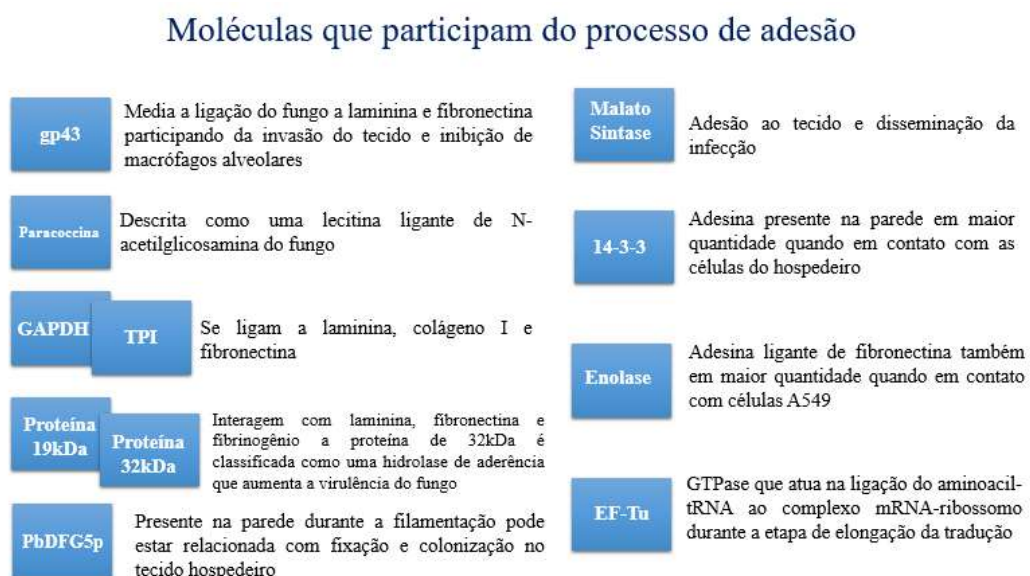 Moléculas que participam do processo de adesão
gp43
Media a ligação do fungo a laminina e fibronectina
participando da invasão do tecido e inibição de
macrófagos alveolares
Paracoccina
Descrita como uma lecitina ligante de N-
acetilglicosamina do fungo
GAPDH
TPI
Se ligam a laminina, colágeno I e
fibronectina
Proteína
19kDa
Proteína
32kDa
Interagem com laminina, fibronectina e
fibrinogênio a proteína de 32kDa é
classificada como uma hidrolase de aderência
que aumenta a virulência do fungo
PbDFG5p
Presente na parede durante a filamentação pode
estar relacionada com fixação e colonização no
tecido hospedeiro
Malato
Sintase
Adesão ao tecido e disseminação da
infecção
14-3-3
Adesina presente na parede em maior
quantidade quando em contato com as
células do hospedeiro
Enolase
Adesina ligante de fibronectina também
em maior quantidade quando em contato
com células A549
EF-Tu
GTPase que atua na ligação do aminoacil-
tRNA ao complexo mRNA-ribossomo
durante a etapa de elongação da tradução